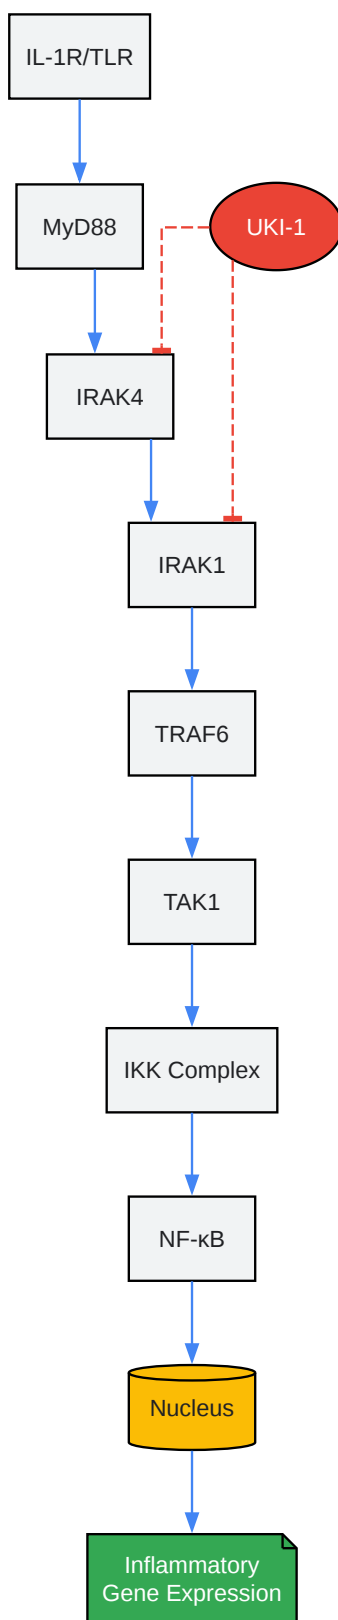 IL-1R/TLR
MyD88
UKI-1
IRAK4
IRAK1
TRAF6
TAK1
IKK Complex
NF-κB
Nucleus
Inflammatory
Gene Expression